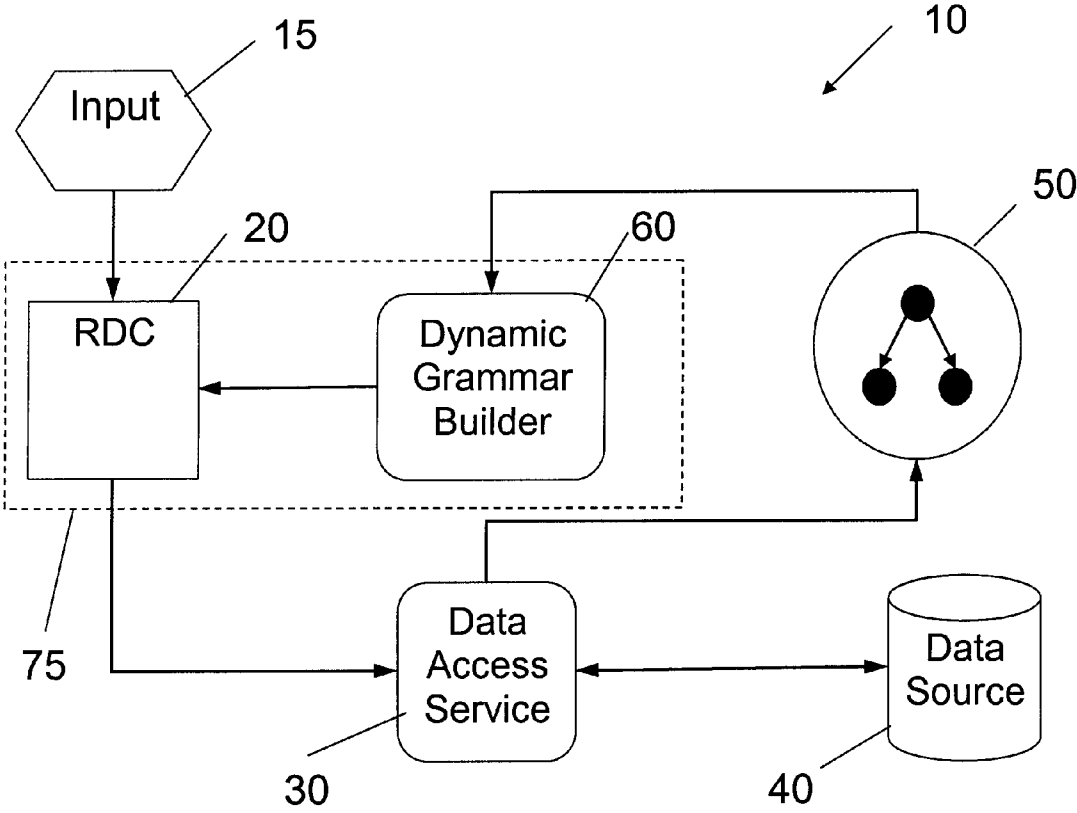 15
10
Input
50
20
60
RDC
Dynamic
Grammar
Builder
75
Data
Access
Service
Data
Source
30
40